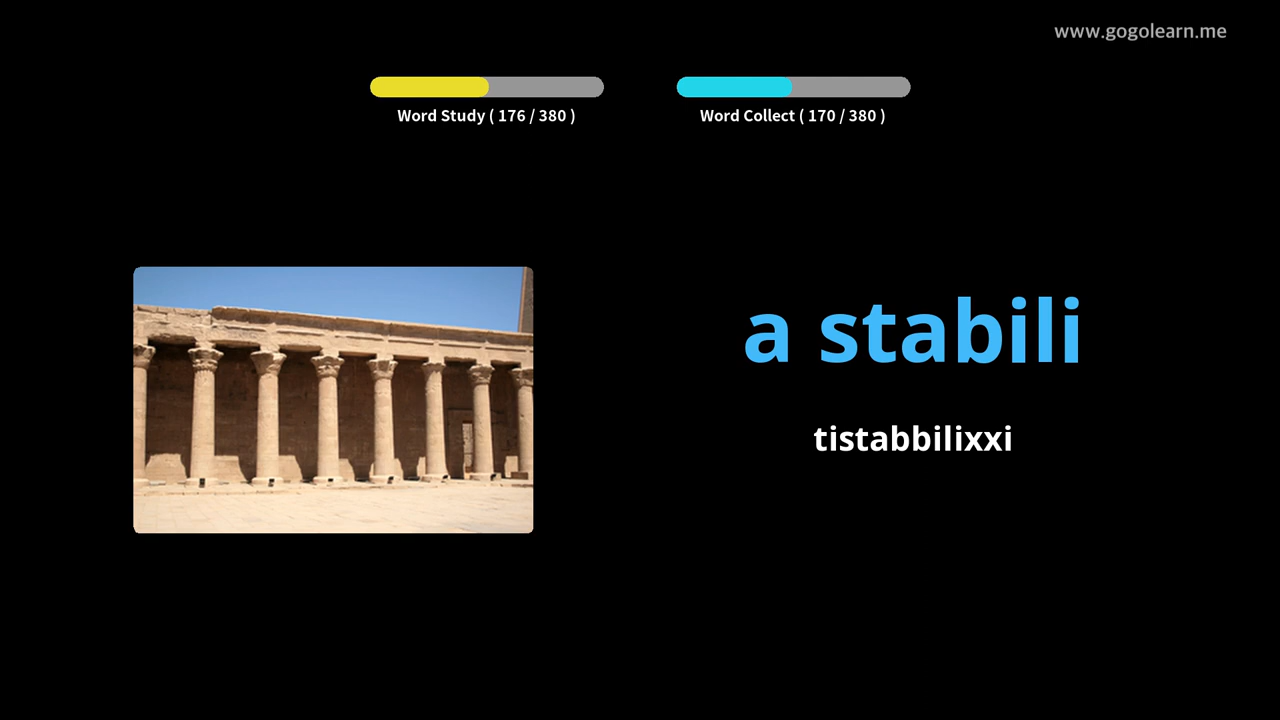 www.gogolearn.me
Word Study ( 176 / 380 )
Word Collect ( 170 / 380 )
a stabili
tistabbilixxi